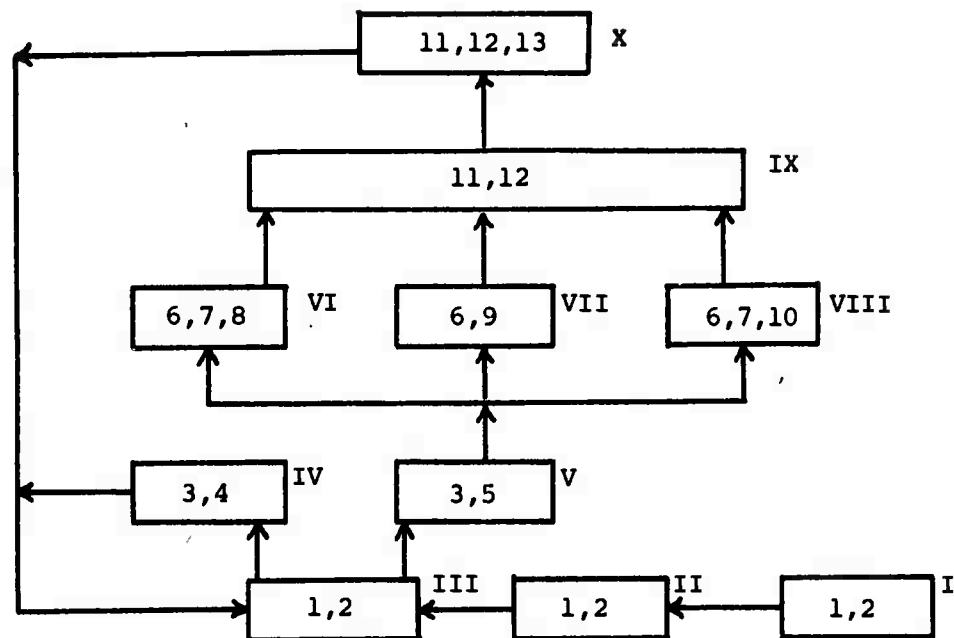 11,12,13 X
11,12 IX
6,7,8 VI 6,9 VII 6,7,10 VIII
3,4 IV 3,5 V
1,2 III 1,2 II 1,2 I